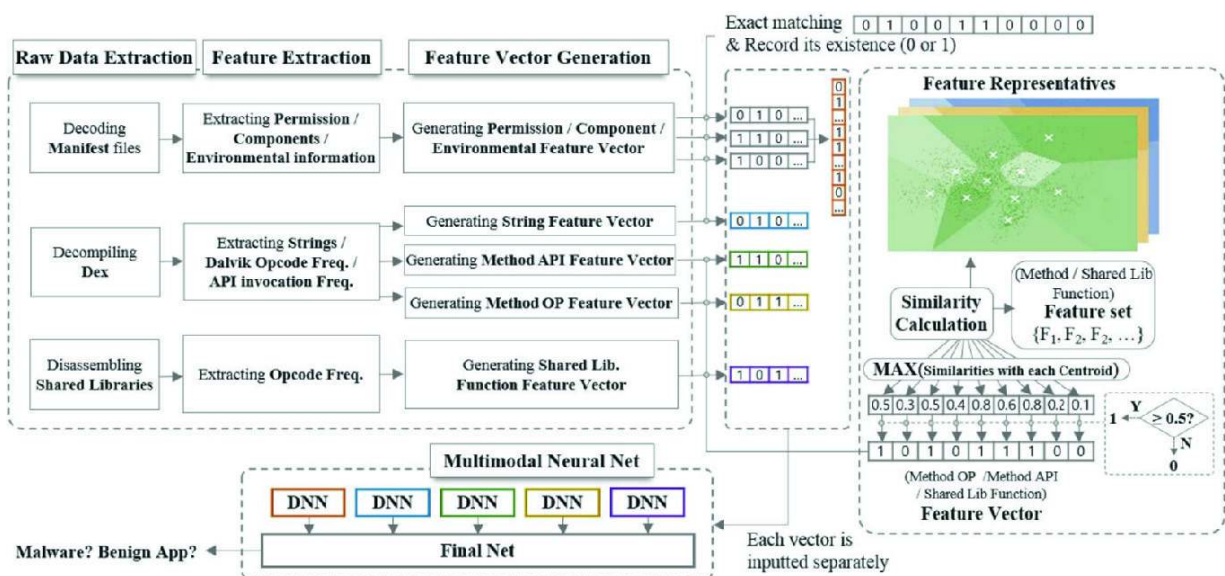 Exact matching 0 1 0 0 1 1 0 0 0 0
& Record its existence (0 or 1)
Raw Data Extraction
Feature Extraction
Feature Vector Generation
Decoding
Manifest files
Extracting Permission /
Components /
Environmental information
Generating Permission / Component /
Environmental Feature Vector
0 1 0 ...
1 1 0 ...
1 0 0 ...
0
1
...
1
1
...
1
0
...
Decompiling
Dex
Extracting Strings /
Dalvik Opcode Freq. /
API invocation Freq.
Generating String Feature Vector
0 1 0 ...
Generating Method API Feature Vector
1 1 0 ...
Generating Method OP Feature Vector
0 1 1 ...
Disassembling
Shared Libraries
Extracting Opcode Freq.
Generating Shared Lib.
Function Feature Vector
1 0 1 ...
Feature Representatives
Similarity
Calculation
(Method / Shared Lib
Function)
Feature set
{F1, F2, F2, ...}
MAX(Similarities with each Centroid)
0.5 0.3 0.5 0.4 0.8 0.6 0.8 0.2 0.1
1 0 1 0 1 1 1 0 0
≥ 0.5?
Y
1
N
0
(Method OP /Method API
/ Shared Lib Function)
Feature Vector
Multimodal Neural Net
DNN DNN DNN DNN DNN
Final Net
Malware? Benign App?
Each vector is
inputted separately